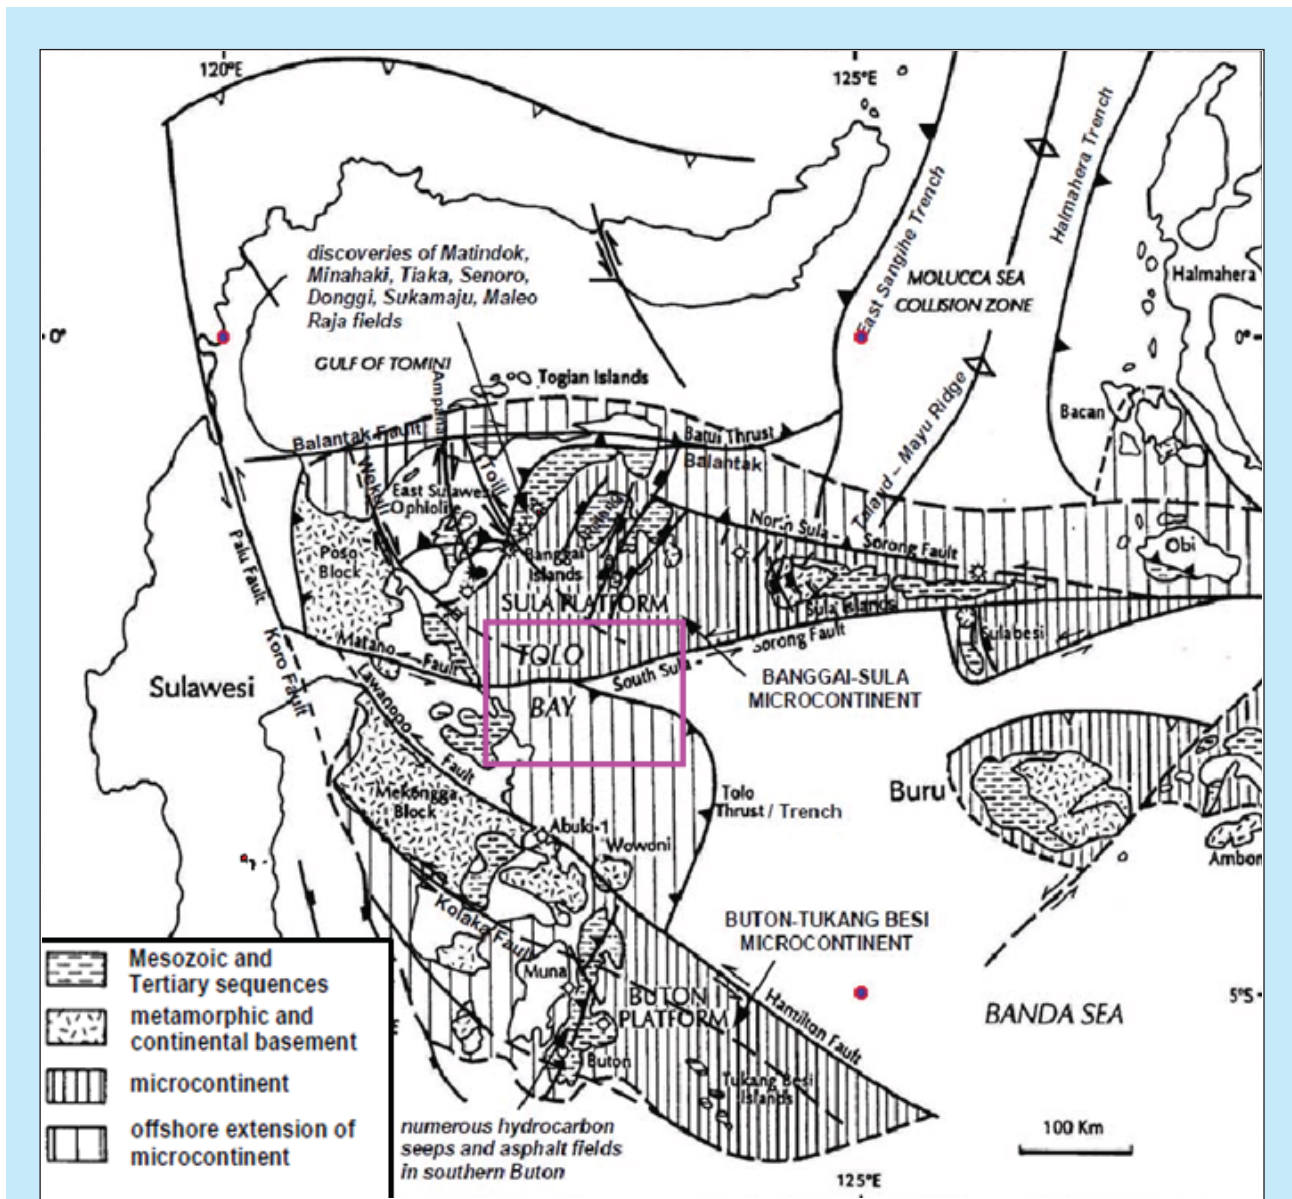 120°E
125°E
East Sangihe Trench
Halmahera Trench
discoveries of Matindok,
Minahaki, Tiaka, Senoro,
Donggi, Sukamaju, Maleo
Raja fields
MOLUCCA SEA
COLLISION ZONE
Halmahera
0°
0°
GULF OF TOMINI
Togian Islands
Ampana
Talaud – Mayu Ridge
Bacan
Balantak Fault
Batui Thrust
Balantak
Wekuli
Toili
East Sulawesi
Ophiolite
North Sula -
Sorong Fault
Obi
Poso
Block
Banggai
Islands
SULA PLATFORM
Sula Islands
Sulabesi
Palu Fault
Koro Fault
Matano Fault
TOLO
BAY
South Sula -
Sorong Fault
BANGGAI-SULA
MICROCONTINENT
Sulawesi
Lawanopo
Fault
Mekongga
Block
Tolo
Thrust / Trench
Buru
Abuki-1
Wowoni
Ambon
Kolaka Fault
BUTON-TUKANG BESI
MICROCONTINENT
Muna
BUTON
PLATFORM
Hamilton Fault
5°S
BANDA SEA
Buton
Tukang Besi
Islands
Mesozoic and
Tertiary sequences
metamorphic and
continental basement
microcontinent
offshore extension of
microcontinent
numerous hydrocarbon
seeps and asphalt fields
in southern Buton
100 Km
125°E